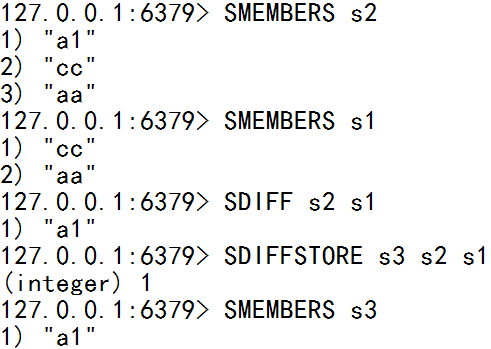 127.0.0.1:6379> SMEMBERS s2
1) "a1"
2) "cc"
3) "aa"
127.0.0.1:6379> SMEMBERS s1
1) "cc"
2) "aa"
127.0.0.1:6379> SDIFF s2 s1
1) "a1"
127.0.0.1:6379> SDIFFSTORE s3 s2 s1
(integer) 1
127.0.0.1:6379> SMEMBERS s3
1) "a1"